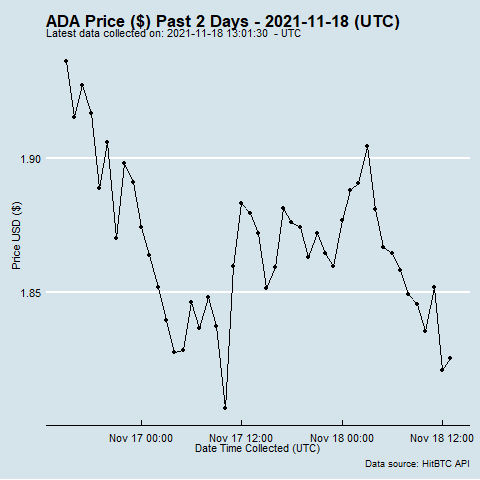 ADA Price ($) Past 2 Days - 2021-11-18 (UTC)
Latest data collected on: 2021-11-18 13:01:30 - UTC
1.90
Price USD ($)
1.85
Nov 17 00:00 Nov 17 12:00 Nov 18 00:00 Nov 18 12:00
Date Time Collected (UTC)
Data source: HitBTC API